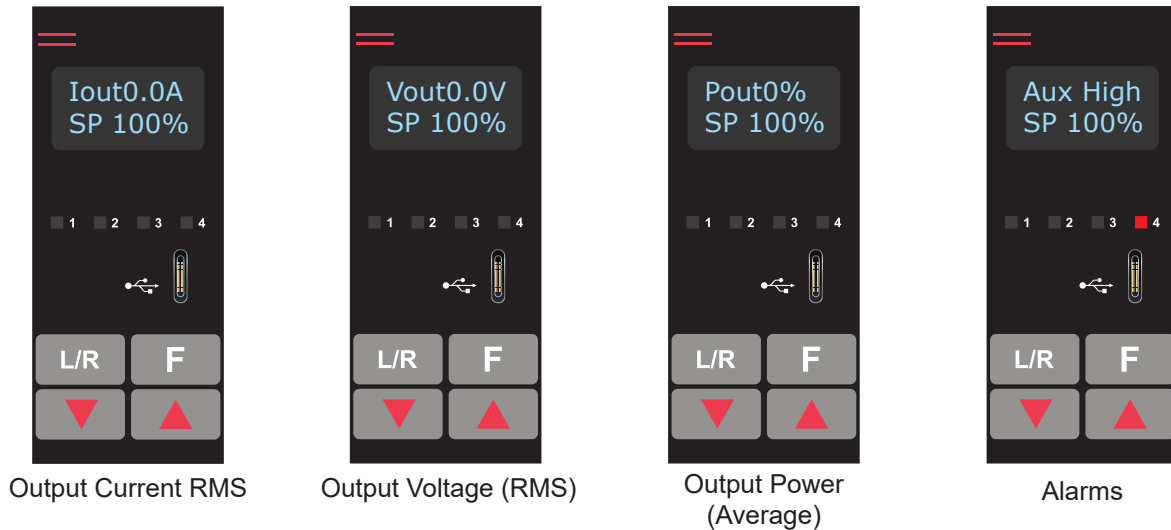 Iout0.0A
SP 100%
1 2 3 4
L/R F
Output Current RMS
Vout0.0V
SP 100%
1 2 3 4
L/R F
Output Voltage (RMS)
Pout0%
SP 100%
1 2 3 4
L/R F
Output Power
(Average)
Aux High
SP 100%
1 2 3 4
L/R F
Alarms